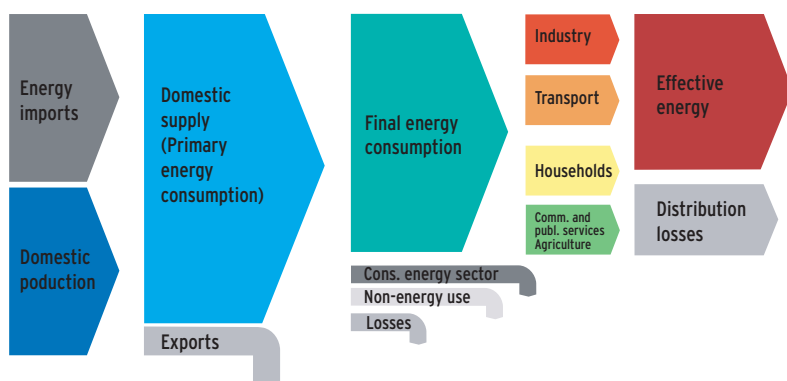 Energy
imports
Domestic
poduction
Domestic
supply
(Primary
energy
consumption)
Exports
Final energy
consumption
Cons. energy sector
Non-energy use
Losses
Industry
Transport
Households
Comm. and
publ. services
Agriculture
Effective
energy
Distribution
losses